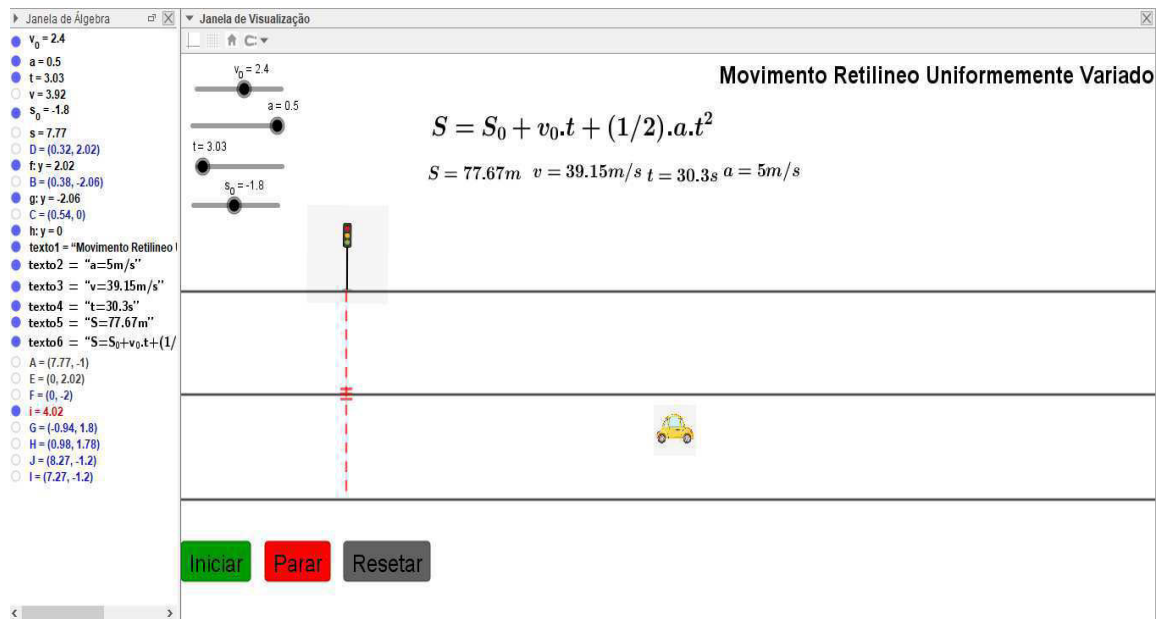 Janela de Álgebra
v0 = 2.4
a = 0.5
t = 3.03
v = 3.92
s0 = -1.8
s = 7.77
D = (0.32, 2.02)
f: y = 2.02
B = (0.38, -2.06)
g: y = -2.06
C = (0.54, 0)
h: y = 0
texto1 = "Movimento Retilineo U
texto2 = "a=5m/s"
texto3 = "v=39.15m/s"
texto4 = "t=30.3s"
texto5 = "S=77.67m"
texto6 = "S=S0+v0.t+(1/
A = (7.77, -1)
E = (0, 2.02)
F = (0, -2)
i = 4.02
G = (-0.94, 1.8)
H = (0.98, 1.78)
J = (8.27, -1.2)
I = (7.27, -1.2)
Janela de Visualização
v0 = 2.4
a = 0.5
t = 3.03
s0 = -1.8
Movimento Retilineo Uniformemente Variado
S = S0 + v0.t + (1/2).a.t²
S = 77.67m v = 39.15m/s t = 30.3s a = 5m/s
Iniciar Parar Resetar